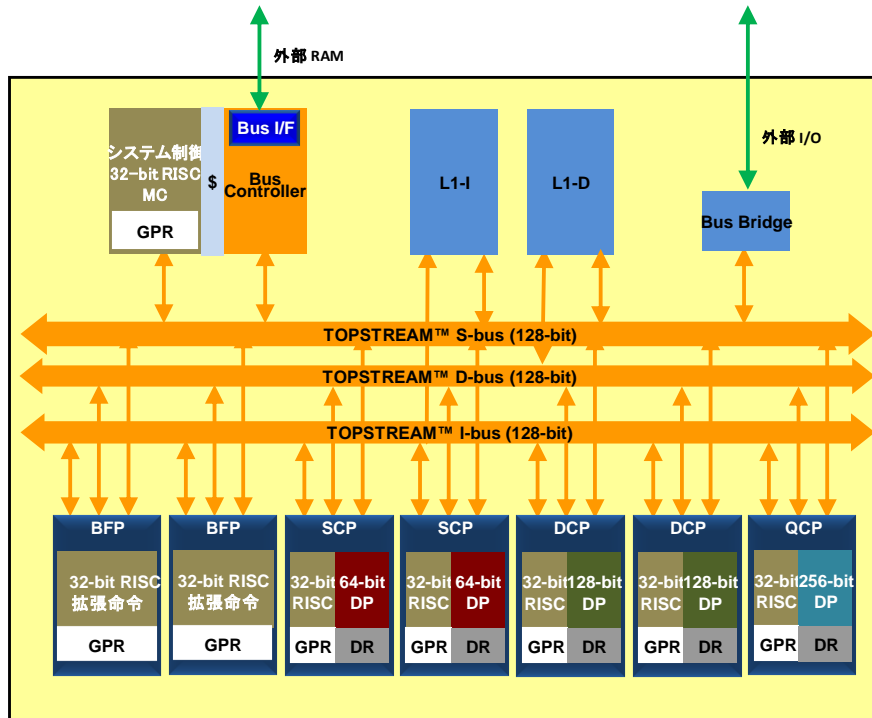 外部 RAM
外部 I/O
システム制御
32-bit RISC
MC
GPR
$
Bus I/F
Bus
Controller
L1-I
L1-D
Bus Bridge
TOPSTREAM™ S-bus (128-bit)
TOPSTREAM™ D-bus (128-bit)
TOPSTREAM™ I-bus (128-bit)
BFP
32-bit RISC
拡張命令
GPR
BFP
32-bit RISC
拡張命令
GPR
SCP
32-bit
RISC
64-bit
DP
GPR
DR
SCP
32-bit
RISC
64-bit
DP
GPR
DR
DCP
32-bit
RISC
128-bit
DP
GPR
DR
DCP
32-bit
RISC
128-bit
DP
GPR
DR
QCP
32-bit
RISC
256-bit
DP
GPR
DR